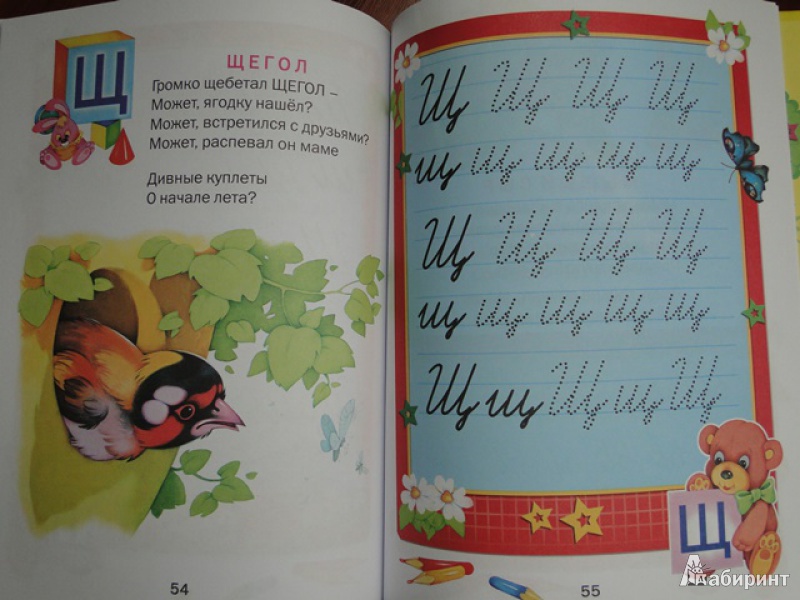 Щ
ЩЕГОЛ
Громко щебетал ЩЕГОЛ –
Может, ягодку нашёл?
Может, встретился с друзьями?
Может, распевал он маме
Дивные куплеты
О начале лета?
54
Щ Щ Щ Щ
щ щ щ щ щ
Щ Щ Щ Щ
щ щ щ щ щ
Щ щ Щ щ Щ щ
Щ
55
Лабиринт